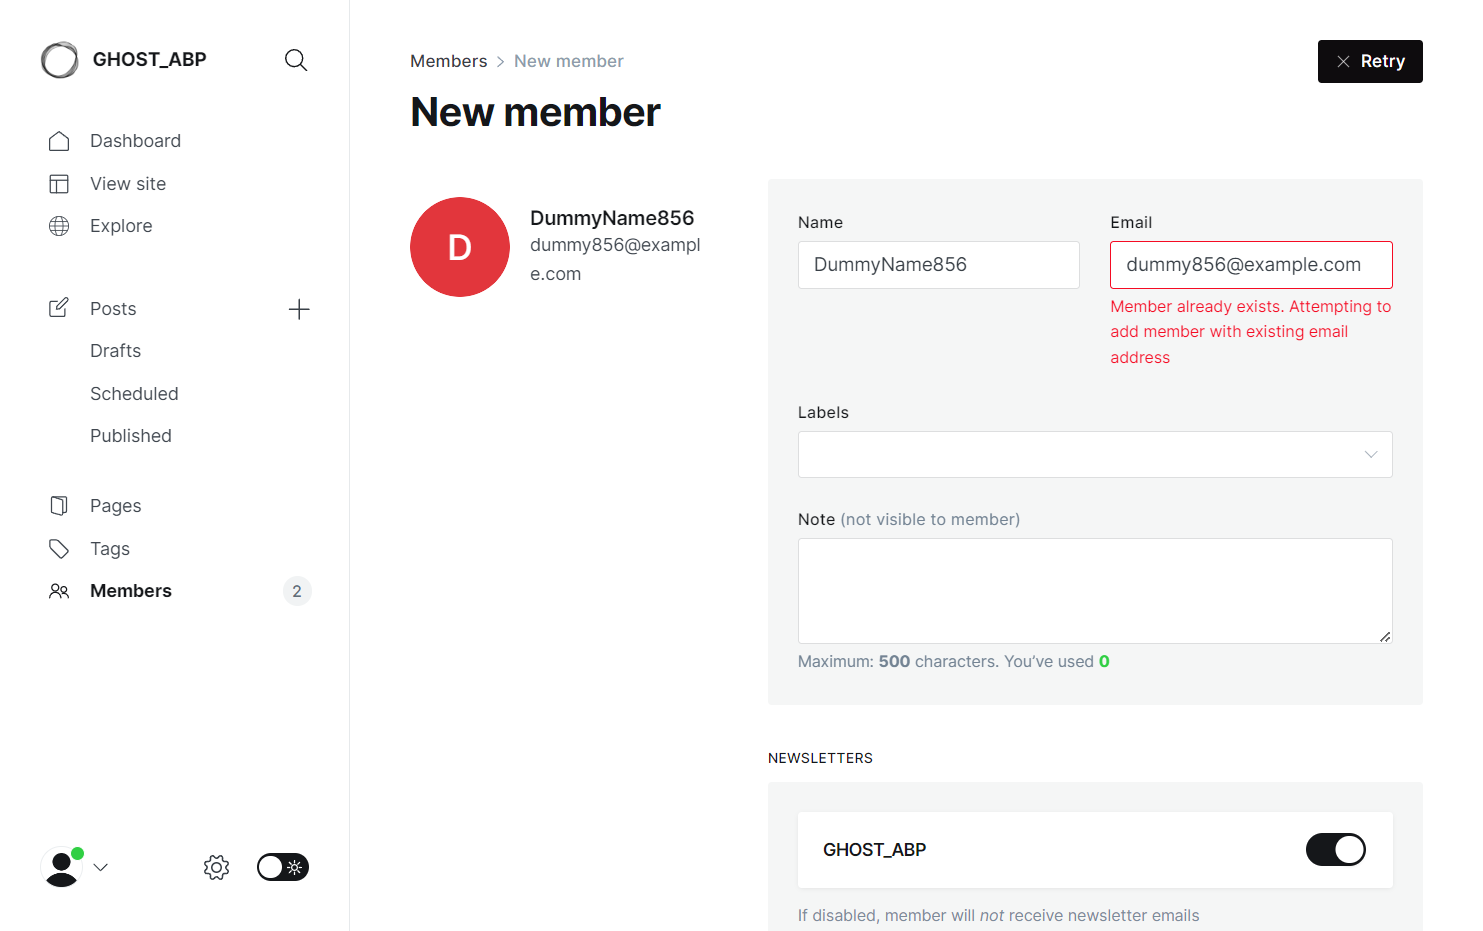 GHOST_ABP
Dashboard
View site
Explore
Posts
Drafts
Scheduled
Published
Pages
Tags
Members
2
Members > New member
Retry
New member
D
DummyName856
dummy856@exampl
e.com
Name
DummyName856
Email
dummy856@example.com
Member already exists. Attempting to
add member with existing email
address
Labels
Note (not visible to member)
Maximum: 500 characters. You’ve used 0
NEWSLETTERS
GHOST_ABP
If disabled, member will not receive newsletter emails